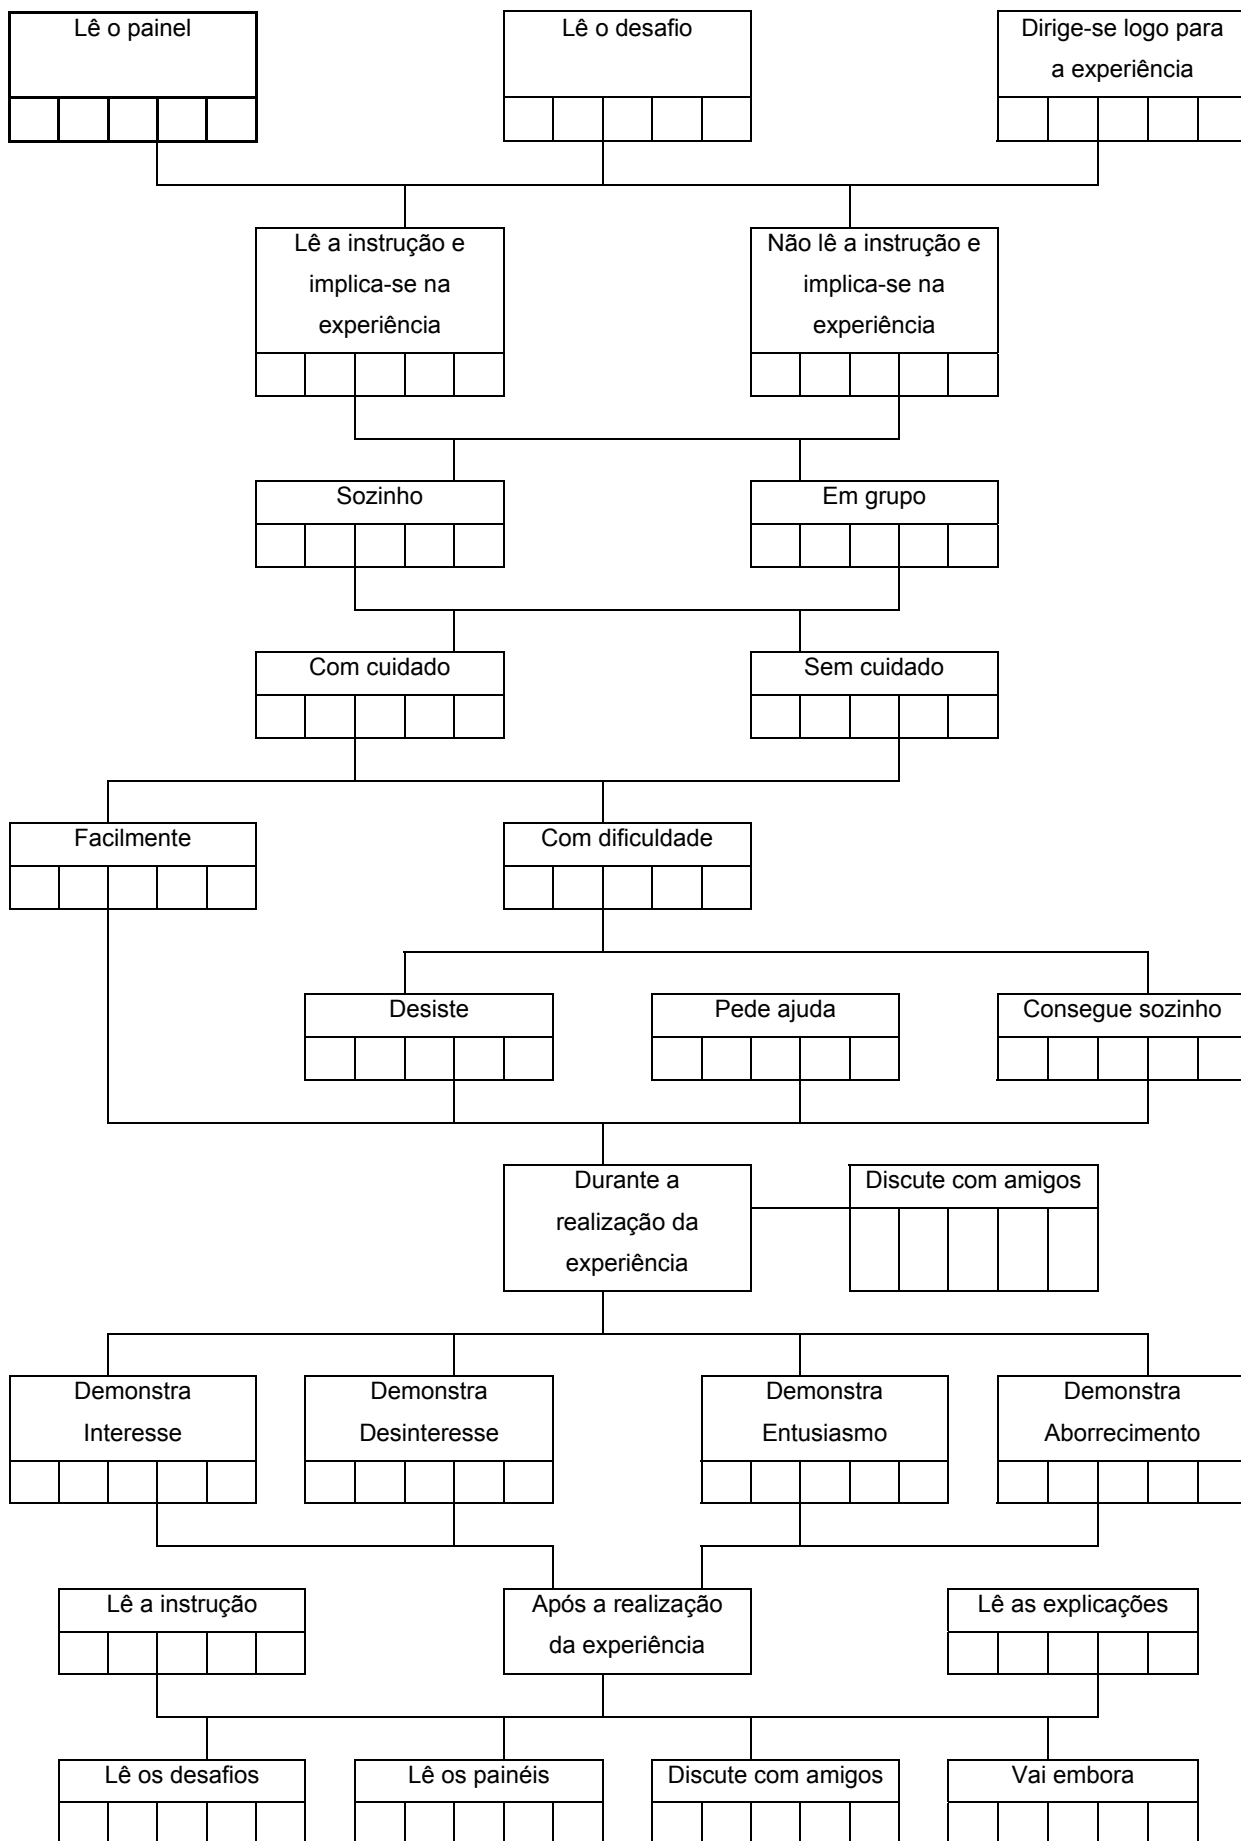 Lê o painel
Lê o desafio
Dirige-se logo para
a experiência
Lê a instrução e
implica-se na
experiência
Não lê a instrução e
implica-se na
experiência
Sozinho
Em grupo
Com cuidado
Sem cuidado
Facilmente
Com dificuldade
Desiste
Pede ajuda
Consegue sozinho
Durante a
realização da
experiência
Discute com amigos
Demonstra
Interesse
Demonstra
Desinteresse
Demonstra
Entusiasmo
Demonstra
Aborrecimento
Lê a instrução
Após a realização
da experiência
Lê as explicações
Lê os desafios
Lê os painéis
Discute com amigos
Vai embora